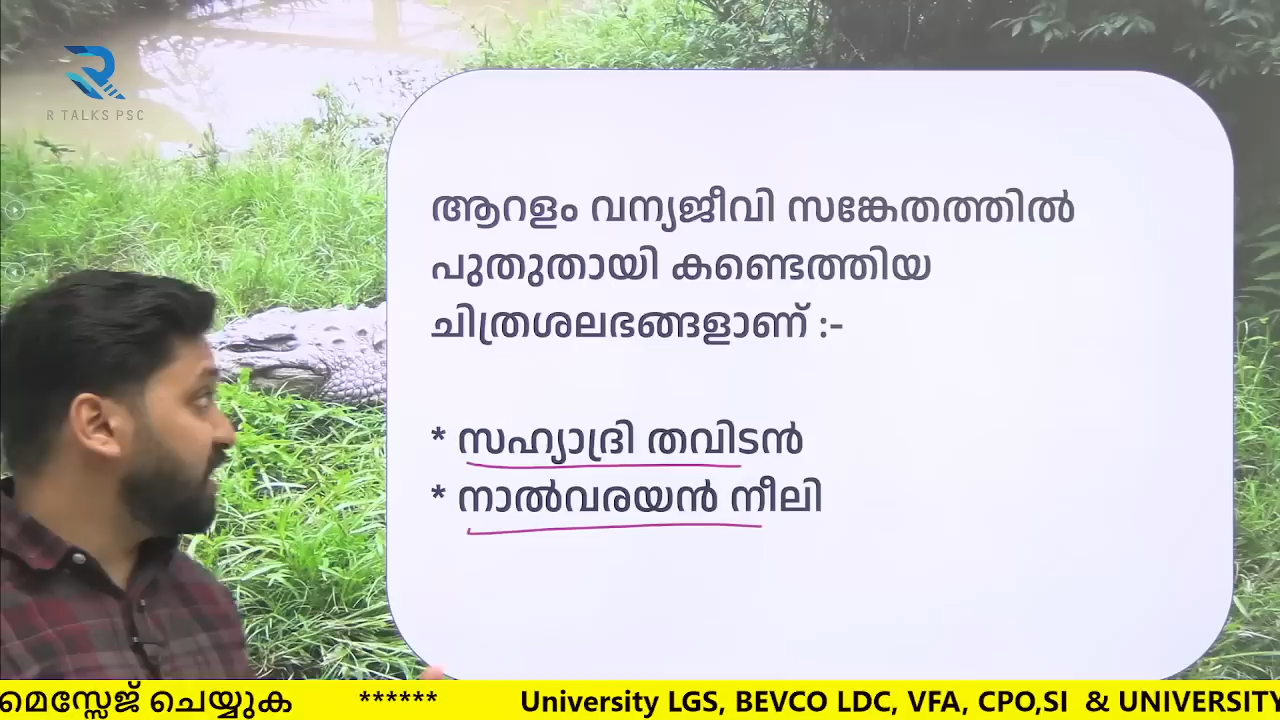 R TALKS PSC
ആറളം വന്യജീവി സങ്കേതത്തിൽ
പുതുതായി കണ്ടെത്തിയ
ചിത്രശലഭങ്ങളാണ് :-
* സഹ്യാദ്രി തവിടൻ
* നാൽവരയൻ നീലി
മെസ്സേജ് ചെയ്യുക ****** University LGS, BEVCO LDC, VFA, CPO,SI & UNIVERSITY